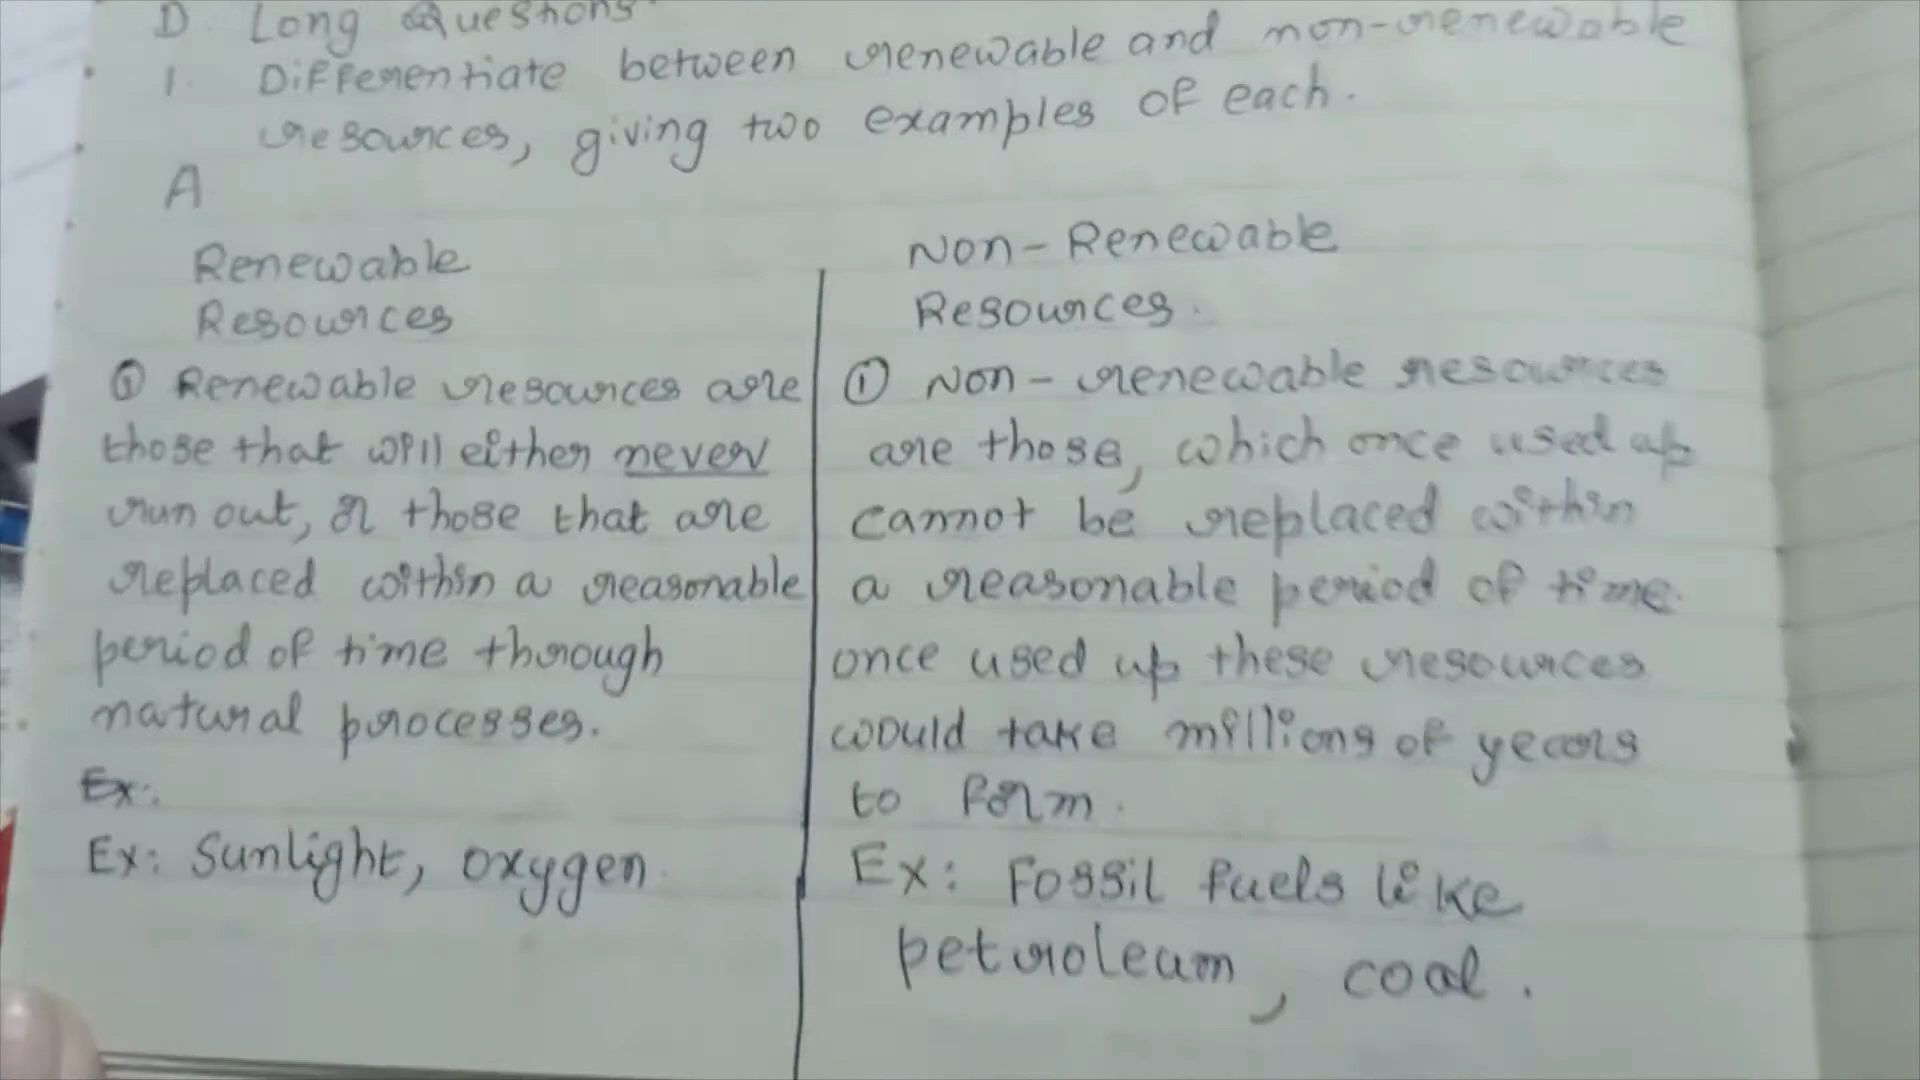 D. Long Questions
1. Differentiate between renewable and non-renewable
resources, giving two examples of each.
A
Renewable
Resources
① Renewable resources are
those that will either never
run out, or those that are
replaced within a reasonable
period of time through
natural processes.
Ex:
Ex: Sunlight, oxygen.
Non-Renewable
Resources.
① Non-renewable resources
are those, which once used up
cannot be replaced within
a reasonable period of time.
once used up these resources
would take millions of years
to form.
Ex: Fossil fuels like
petroleum, coal.